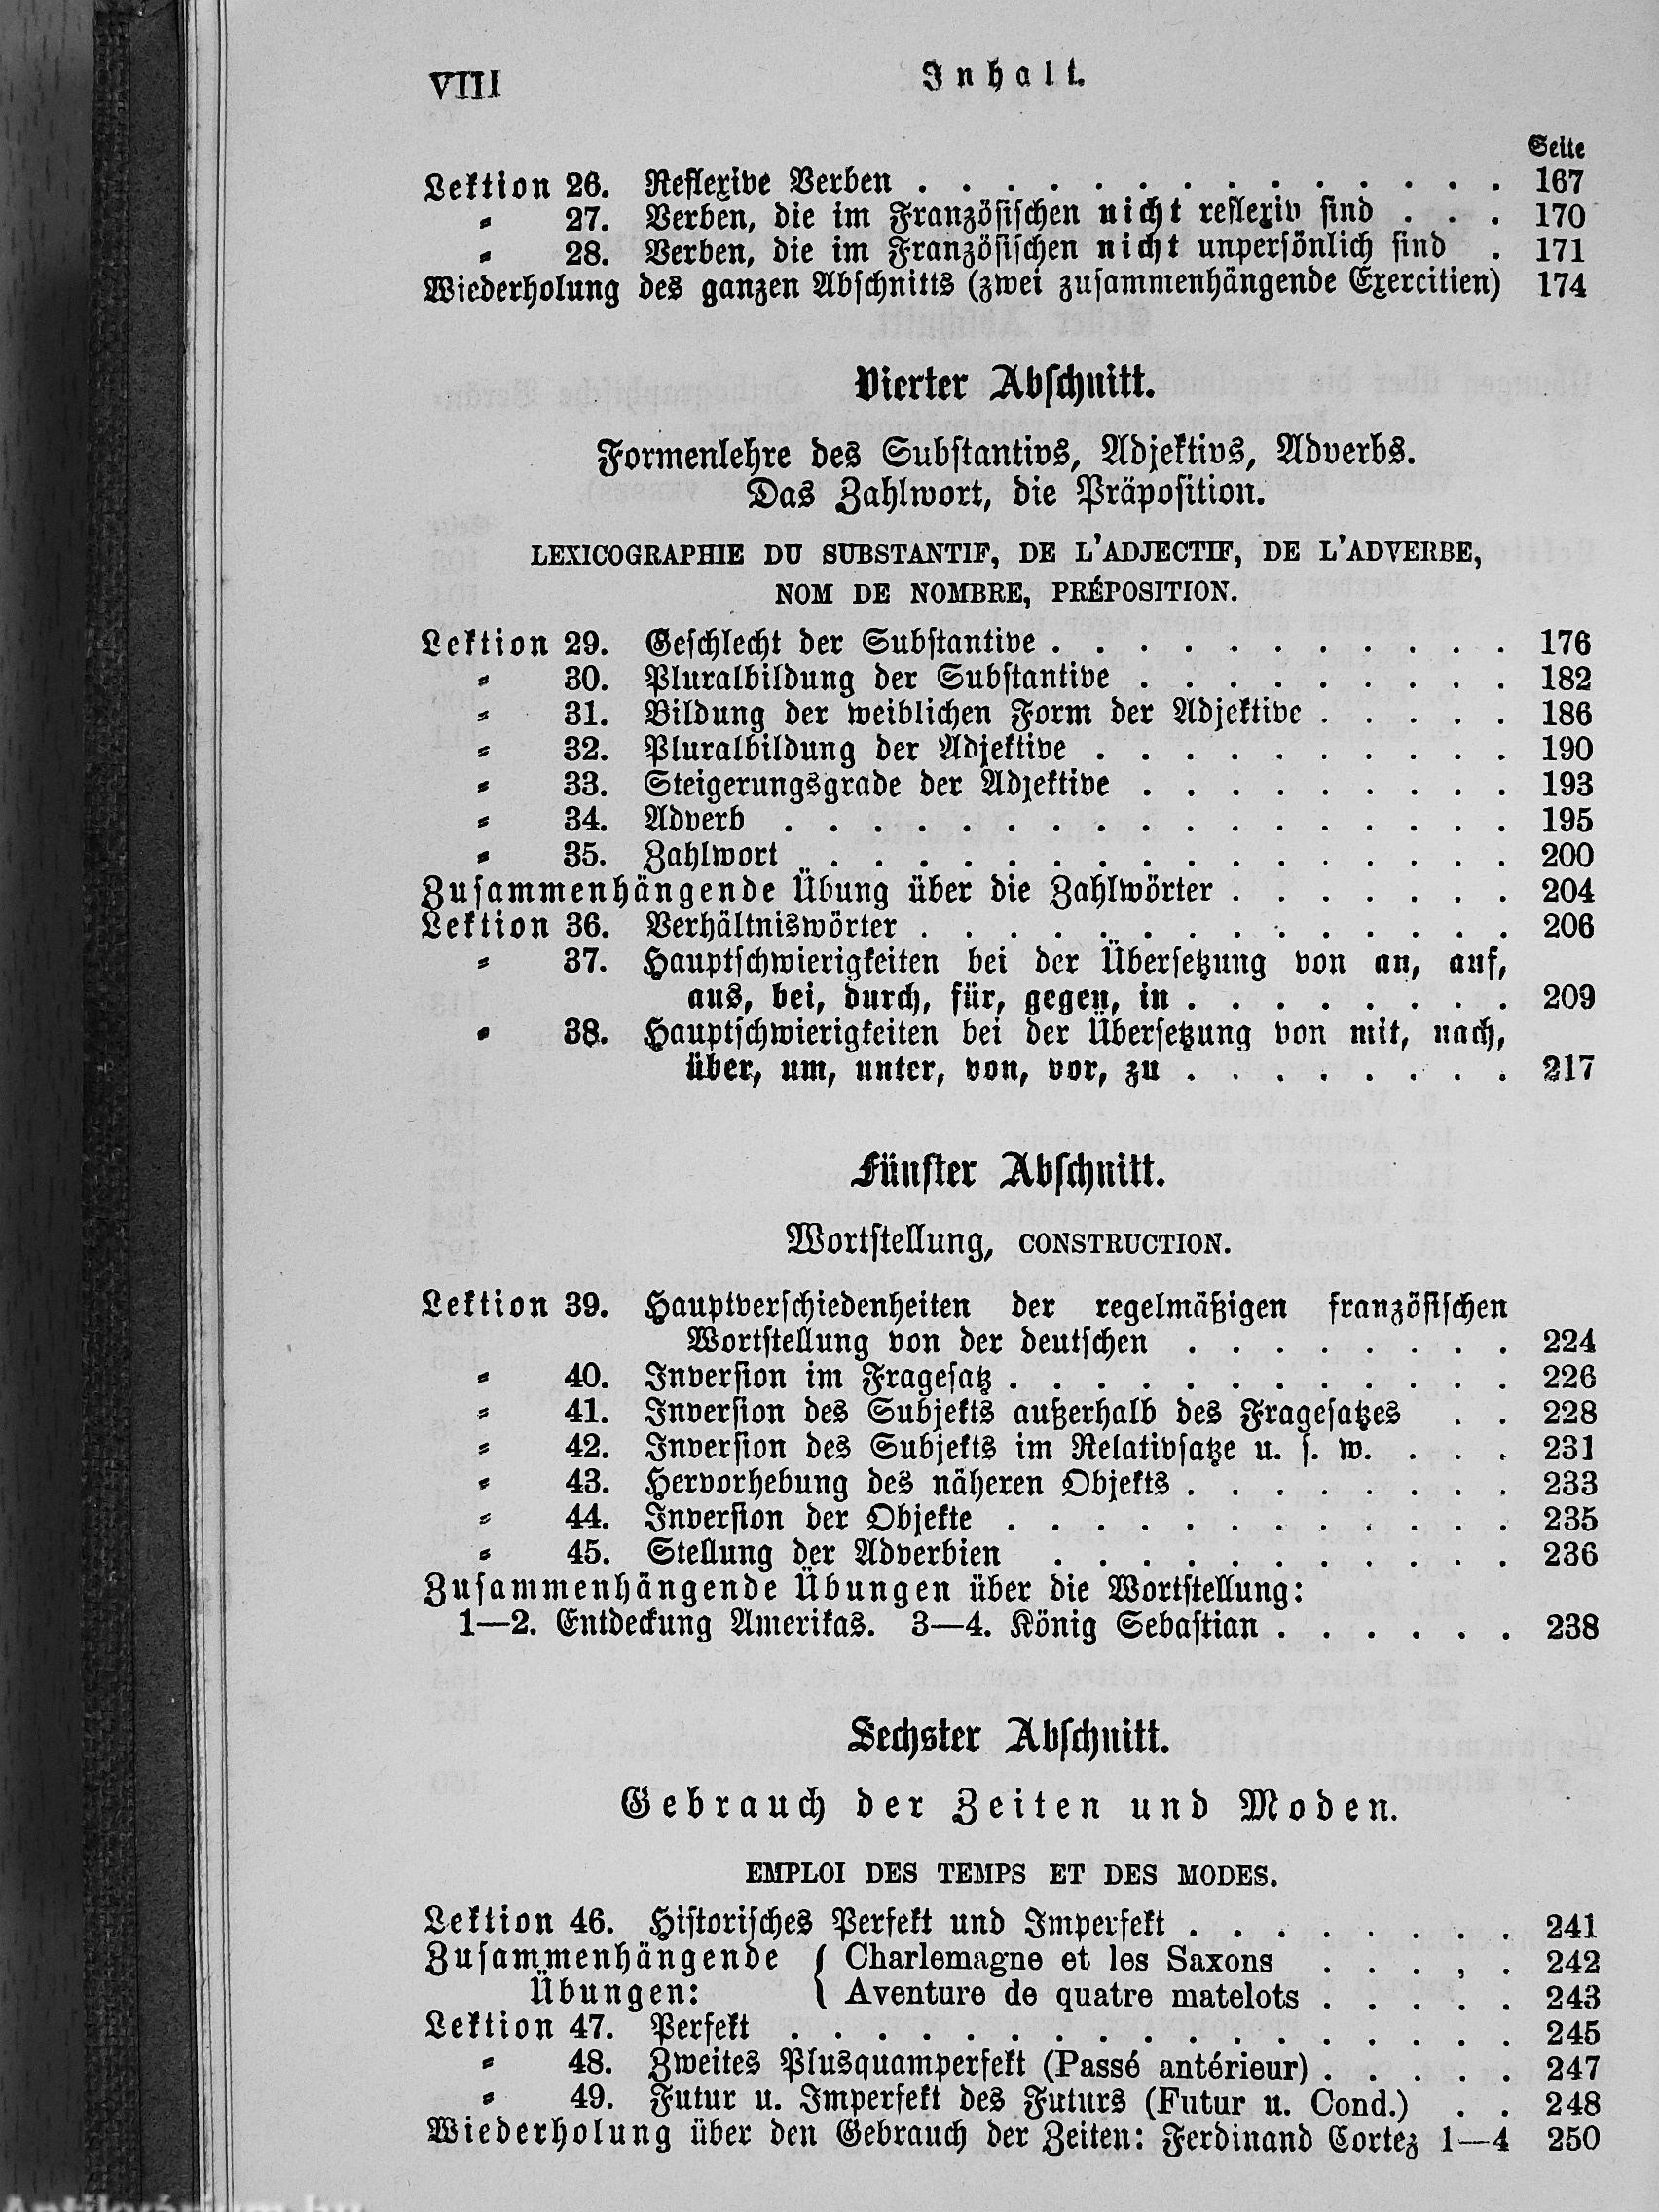 VIII Inhalt.
Seite
Lektion 26. Reflexive Verben . . . . . . . . . . . . . . 167
„ 27. Verben, die im Französischen nicht reflexiv sind . . . 170
„ 28. Verben, die im Französischen nicht unpersönlich sind . 171
Wiederholung des ganzen Abschnitts (zwei zusammenhängende Exercitien) 174
Vierter Abschnitt.
Formenlehre des Substantivs, Adjektivs, Adverbs.
Das Zahlwort, die Präposition.
LEXICOGRAPHIE DU SUBSTANTIF, DE L'ADJECTIF, DE L'ADVERBE,
NOM DE NOMBRE, PRÉPOSITION.
Lektion 29. Geschlecht der Substantive . . . . . . . . . . . 176
„ 30. Pluralbildung der Substantive . . . . . . . . . 182
„ 31. Bildung der weiblichen Form der Adjektive . . . . . 186
„ 32. Pluralbildung der Adjektive . . . . . . . . . . 190
„ 33. Steigerungsgrade der Adjektive . . . . . . . . . 193
„ 34. Adverb . . . . . . . . . . . . . . . . . 195
„ 35. Zahlwort . . . . . . . . . . . . . . . . 200
Zusammenhängende Übung über die Zahlwörter . . . . . . . 204
Lektion 36. Verhältniswörter . . . . . . . . . . . . . . 206
„ 37. Hauptschwierigkeiten bei der Übersetzung von an, auf,
aus, bei, durch, für, gegen, in . . . . . . . . 209
„ 38. Hauptschwierigkeiten bei der Übersetzung von mit, nach,
über, um, unter, von, vor, zu . . . . . . . . 217
Fünfter Abschnitt.
Wortstellung, CONSTRUCTION.
Lektion 39. Hauptverschiedenheiten der regelmäßigen französischen
Wortstellung von der deutschen . . . . . . . . 224
„ 40. Inversion im Fragesatz . . . . . . . . . . . . 226
„ 41. Inversion des Subjekts außerhalb des Fragesatzes . . 228
„ 42. Inversion des Subjekts im Relativsatze u. s. w. . . . 231
„ 43. Hervorhebung des näheren Objekts . . . . . . . . 233
„ 44. Inversion der Objekte . . . . . . . . . . . . 235
„ 45. Stellung der Adverbien . . . . . . . . . . . 236
Zusammenhängende Übungen über die Wortstellung:
1—2. Entdeckung Amerikas. 3—4. König Sebastian . . . . . . 238
Sechster Abschnitt.
Gebrauch der Zeiten und Moden.
EMPLOI DES TEMPS ET DES MODES.
Lektion 46. Historisches Perfekt und Imperfekt . . . . . . . . 241
Zusammenhängende { Charlemagne et les Saxons . . . . . 242
Übungen: Aventure de quatre matelots . . . . . 243
Lektion 47. Perfekt . . . . . . . . . . . . . . . . . 245
„ 48. Zweites Plusquamperfekt (Passé antérieur) . . . . . 247
„ 49. Futur u. Imperfekt des Futurs (Futur u. Cond.) . . 248
Wiederholung über den Gebrauch der Zeiten: Ferdinand Cortez 1—4 250